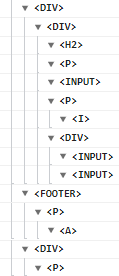 <DIV>
<DIV>
<H2>
<P>
<INPUT>
<P>
<I>
<DIV>
<INPUT>
<INPUT>
<FOOTER>
<P>
<A>
<DIV>
<P>